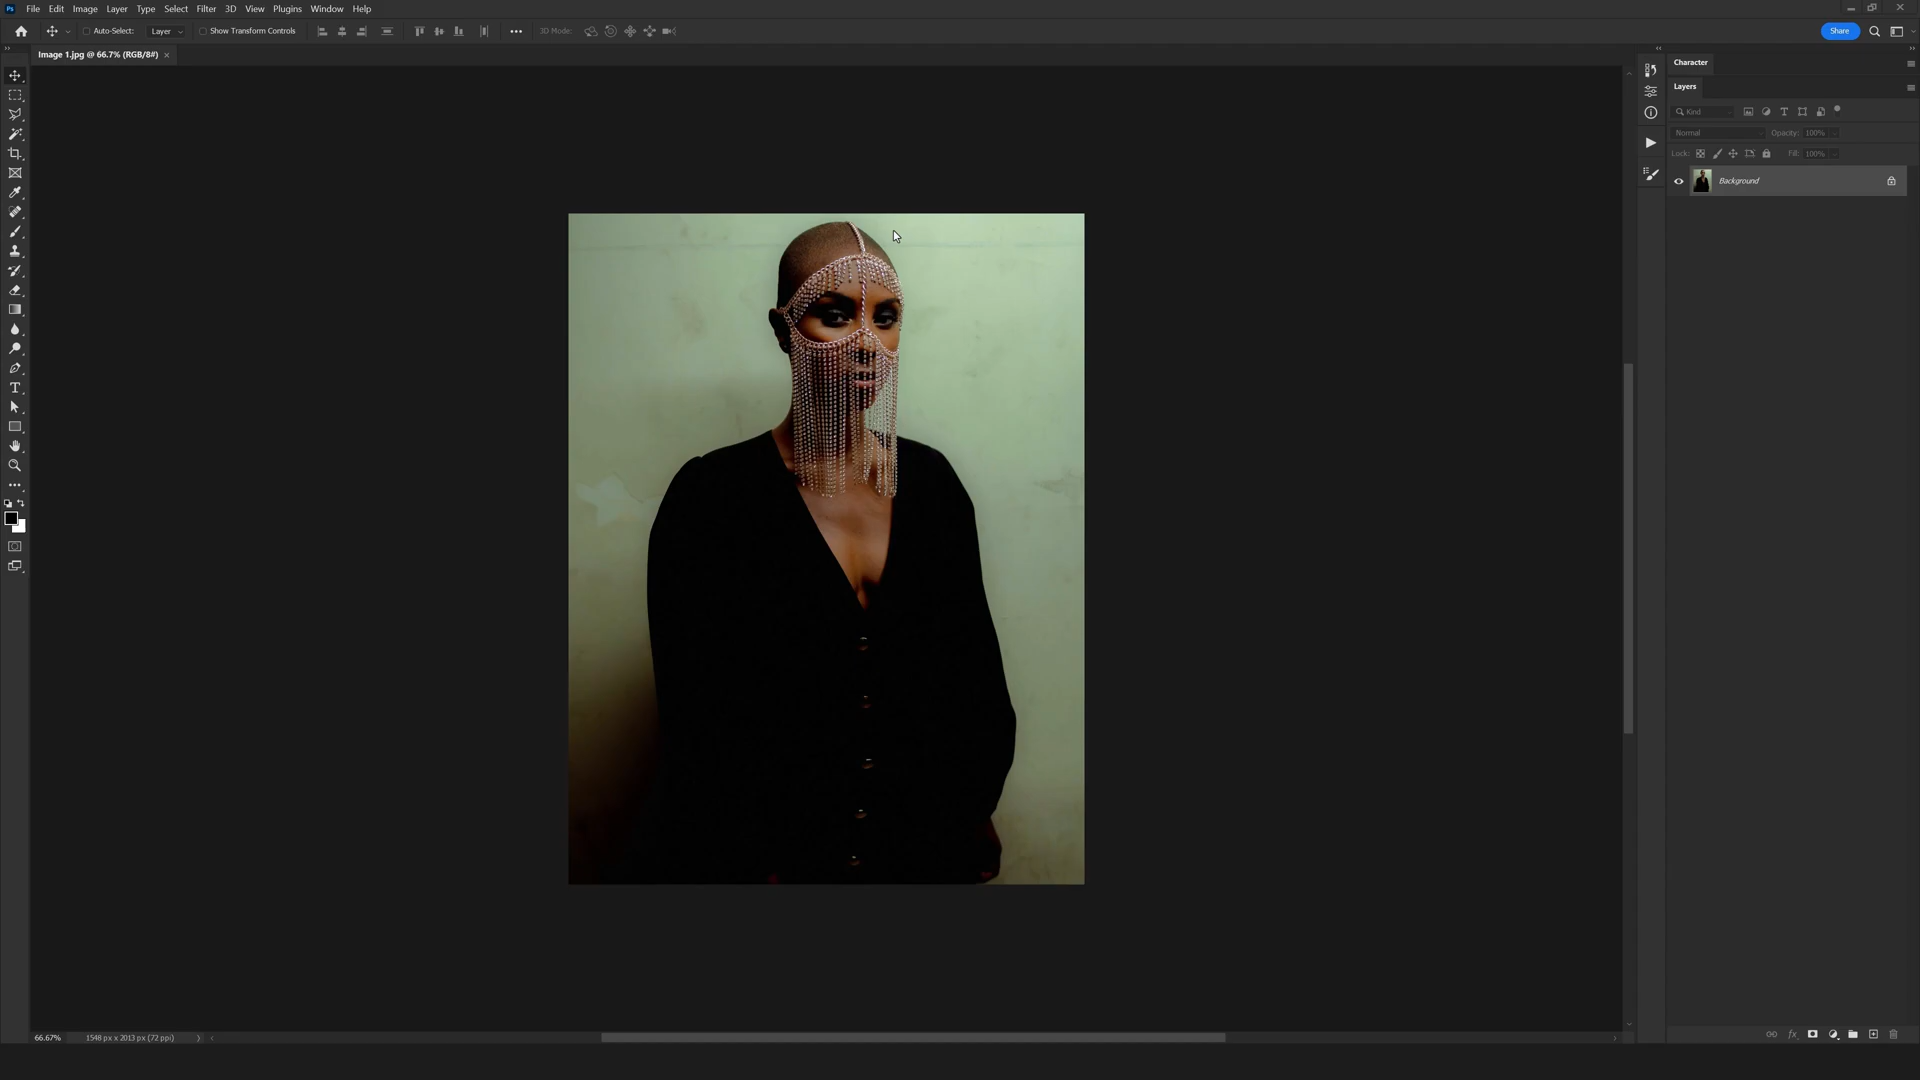 Ps File Edit Image Layer Type Select Filter 3D View Plugins Window Help
Auto-Select: Layer Show Transform Controls 3D Mode: Share
Image 1.jpg @ 66.7% (RGB/8#) ×
Character
Layers
Kind
Normal Opacity: 100%
Lock: Fill: 100%
Background
66.67% 1548 px x 2013 px (72 ppi)